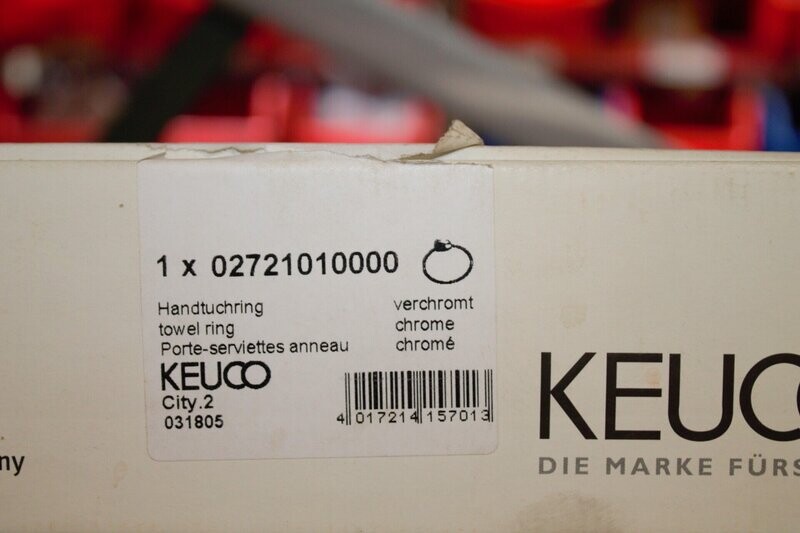 1 x 02721010000
Handtuchring verchromt
towel ring chrome
Porte-serviettes anneau chromé
KEUCO
City.2
031805
4 017214 157013
ny
KEUCO
DIE MARKE FÜRS